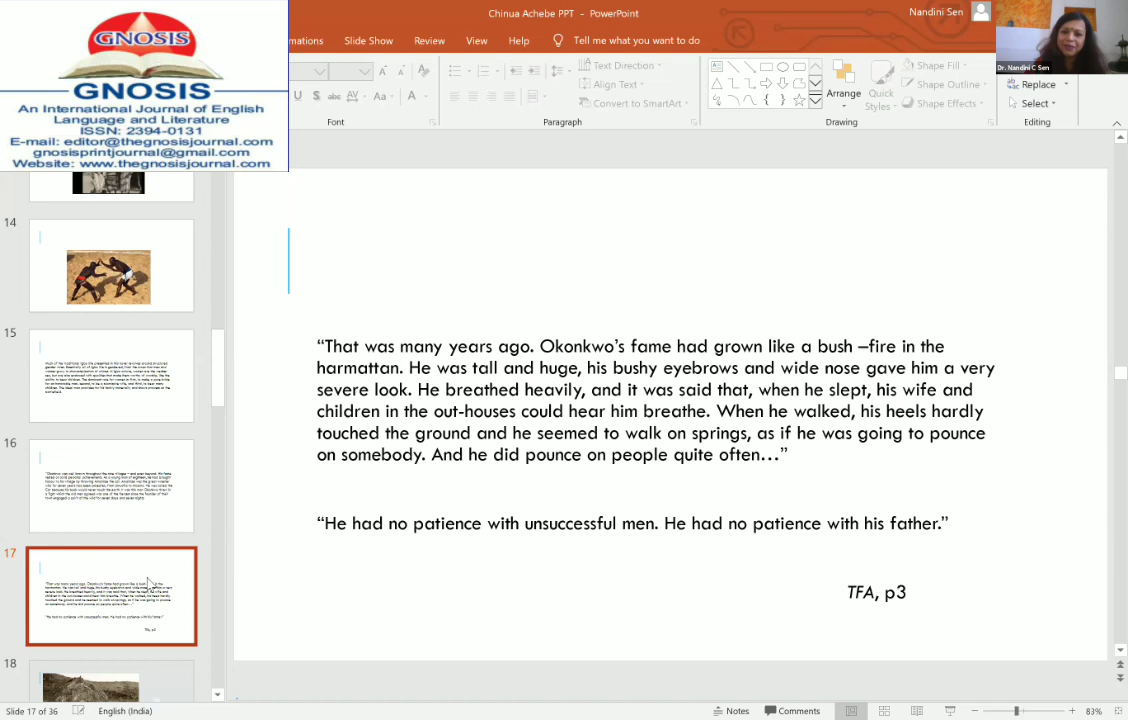 GNOSIS
GNOSIS
An International Journal of English
Language and Literature
ISSN: 2394-0131
E-mail: editor@thegnosisjournal.com
gnosisprintjournal@gmail.com
Website: www.thegnosisjournal.com
Chinua Achebe PPT - PowerPoint
Nandini Sen
Dr. Nandini C Sen
mations Slide Show Review View Help Tell me what you want to do
Text Direction
Align Text
Convert to SmartArt
Arrange
Quick
Styles
Shape Fill
Shape Outline
Shape Effects
Replace
Select
Font
Paragraph
Drawing
Editing
14
15
16
17
18
“That was many years ago. Okonkwo’s fame had grown like a bush –fire in the
harmattan. He was tall and huge, his bushy eyebrows and wide nose gave him a very
severe look. He breathed heavily, and it was said that, when he slept, his wife and
children in the out-houses could hear him breathe. When he walked, his heels hardly
touched the ground and he seemed to walk on springs, as if he was going to pounce
on somebody. And he did pounce on people quite often…”
“He had no patience with unsuccessful men. He had no patience with his father.”
TFA, p3
Slide 17 of 36
English (India)
Notes
Comments
83%